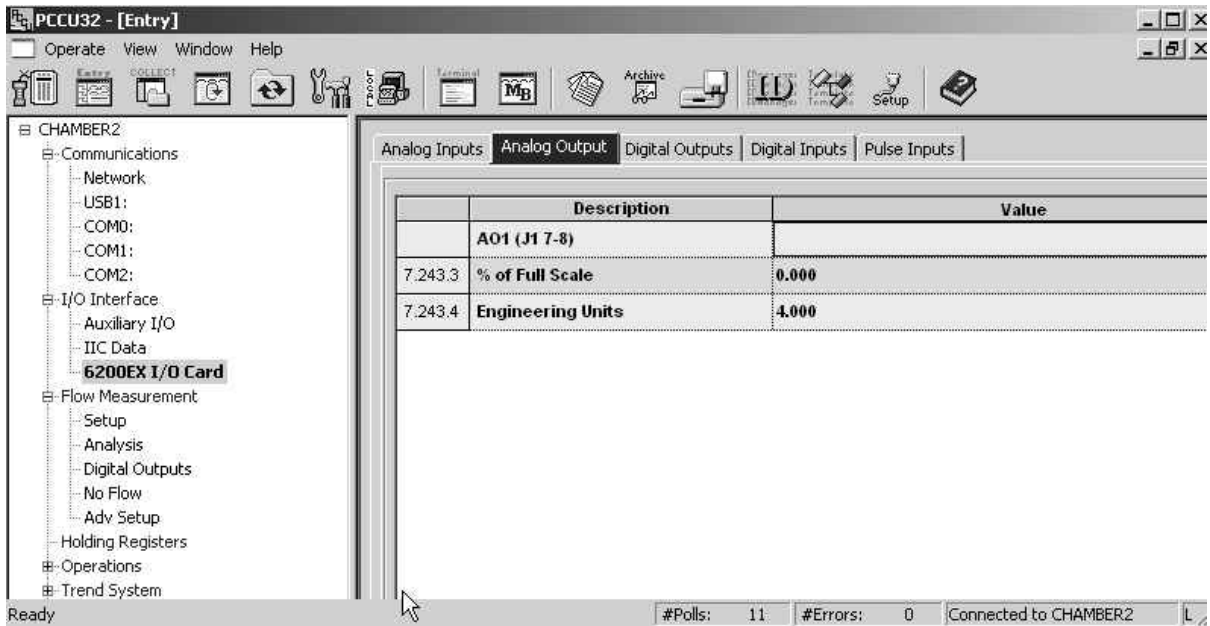 PCCU32 - [Entry]
Operate View Window Help
Entry
COLLECT
LOCAL
Terminal
MB
Archive
Setup
CHAMBER2
Communications
Network
USB1:
COM0:
COM1:
COM2:
I/O Interface
Auxiliary I/O
IIC Data
6200EX I/O Card
Flow Measurement
Setup
Analysis
Digital Outputs
No Flow
Adv Setup
Holding Registers
Operations
Trend System
Analog Inputs Analog Output Digital Outputs Digital Inputs Pulse Inputs
Description Value
AO1 (J1 7-8)
7.243.3 % of Full Scale 0.000
7.243.4 Engineering Units 4.000
Ready #Polls: 11 #Errors: 0 Connected to CHAMBER2 L